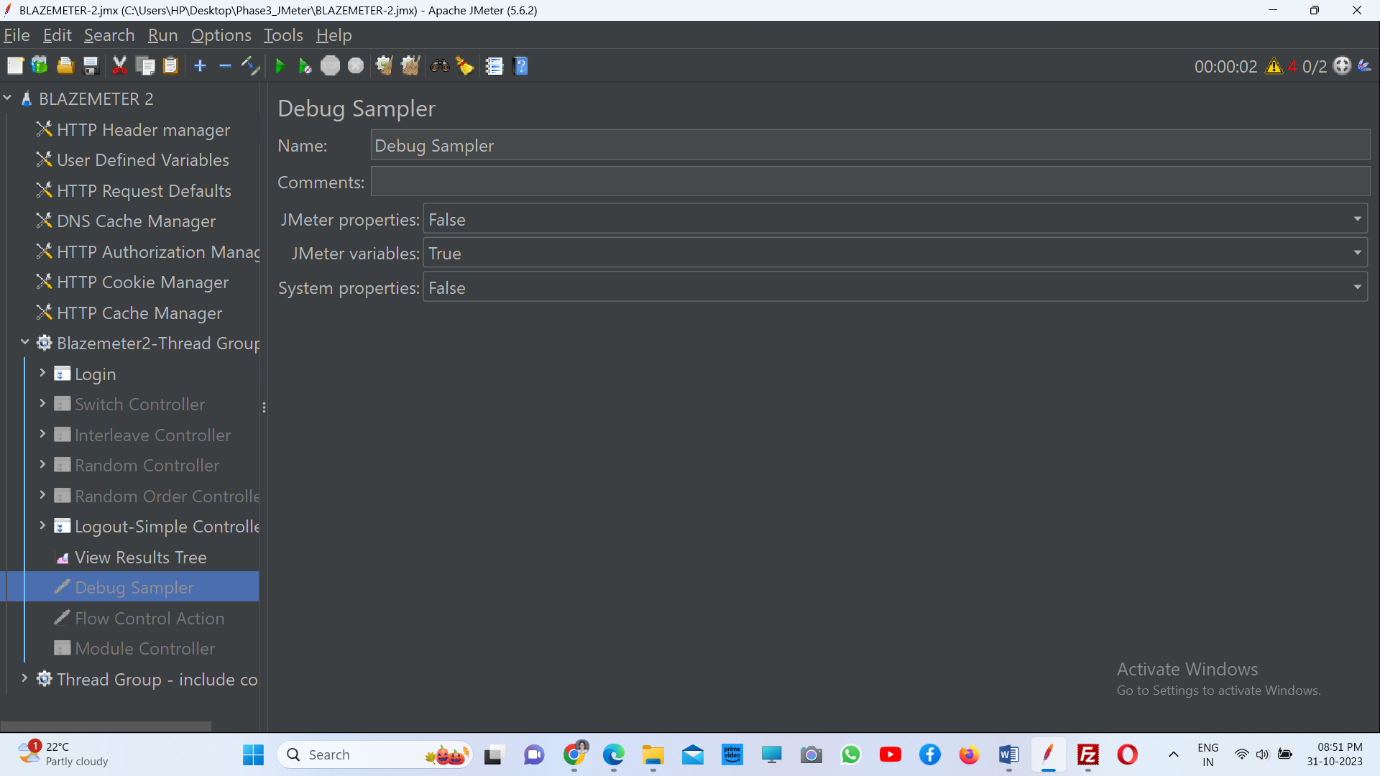 BLAZEMETER-2.jmx (C:\Users\HP\Desktop\Phase3_JMeter\BLAZEMETER-2.jmx) - Apache JMeter (5.6.2)
File Edit Search Run Options Tools Help
00:00:02 4 0/2
BLAZEMETER 2
HTTP Header manager
User Defined Variables
HTTP Request Defaults
DNS Cache Manager
HTTP Authorization Manag
HTTP Cookie Manager
HTTP Cache Manager
Blazemeter2-Thread Group
Login
Switch Controller
Interleave Controller
Random Controller
Random Order Controlle
Logout-Simple Controlle
View Results Tree
Debug Sampler
Flow Control Action
Module Controller
Thread Group - include co
Debug Sampler
Name: Debug Sampler
Comments:
JMeter properties: False
JMeter variables: True
System properties: False
Activate Windows
Go to Settings to activate Windows.
1
22°C
Partly cloudy
Search
prime video
ENG
IN
08:51 PM
31-10-2023